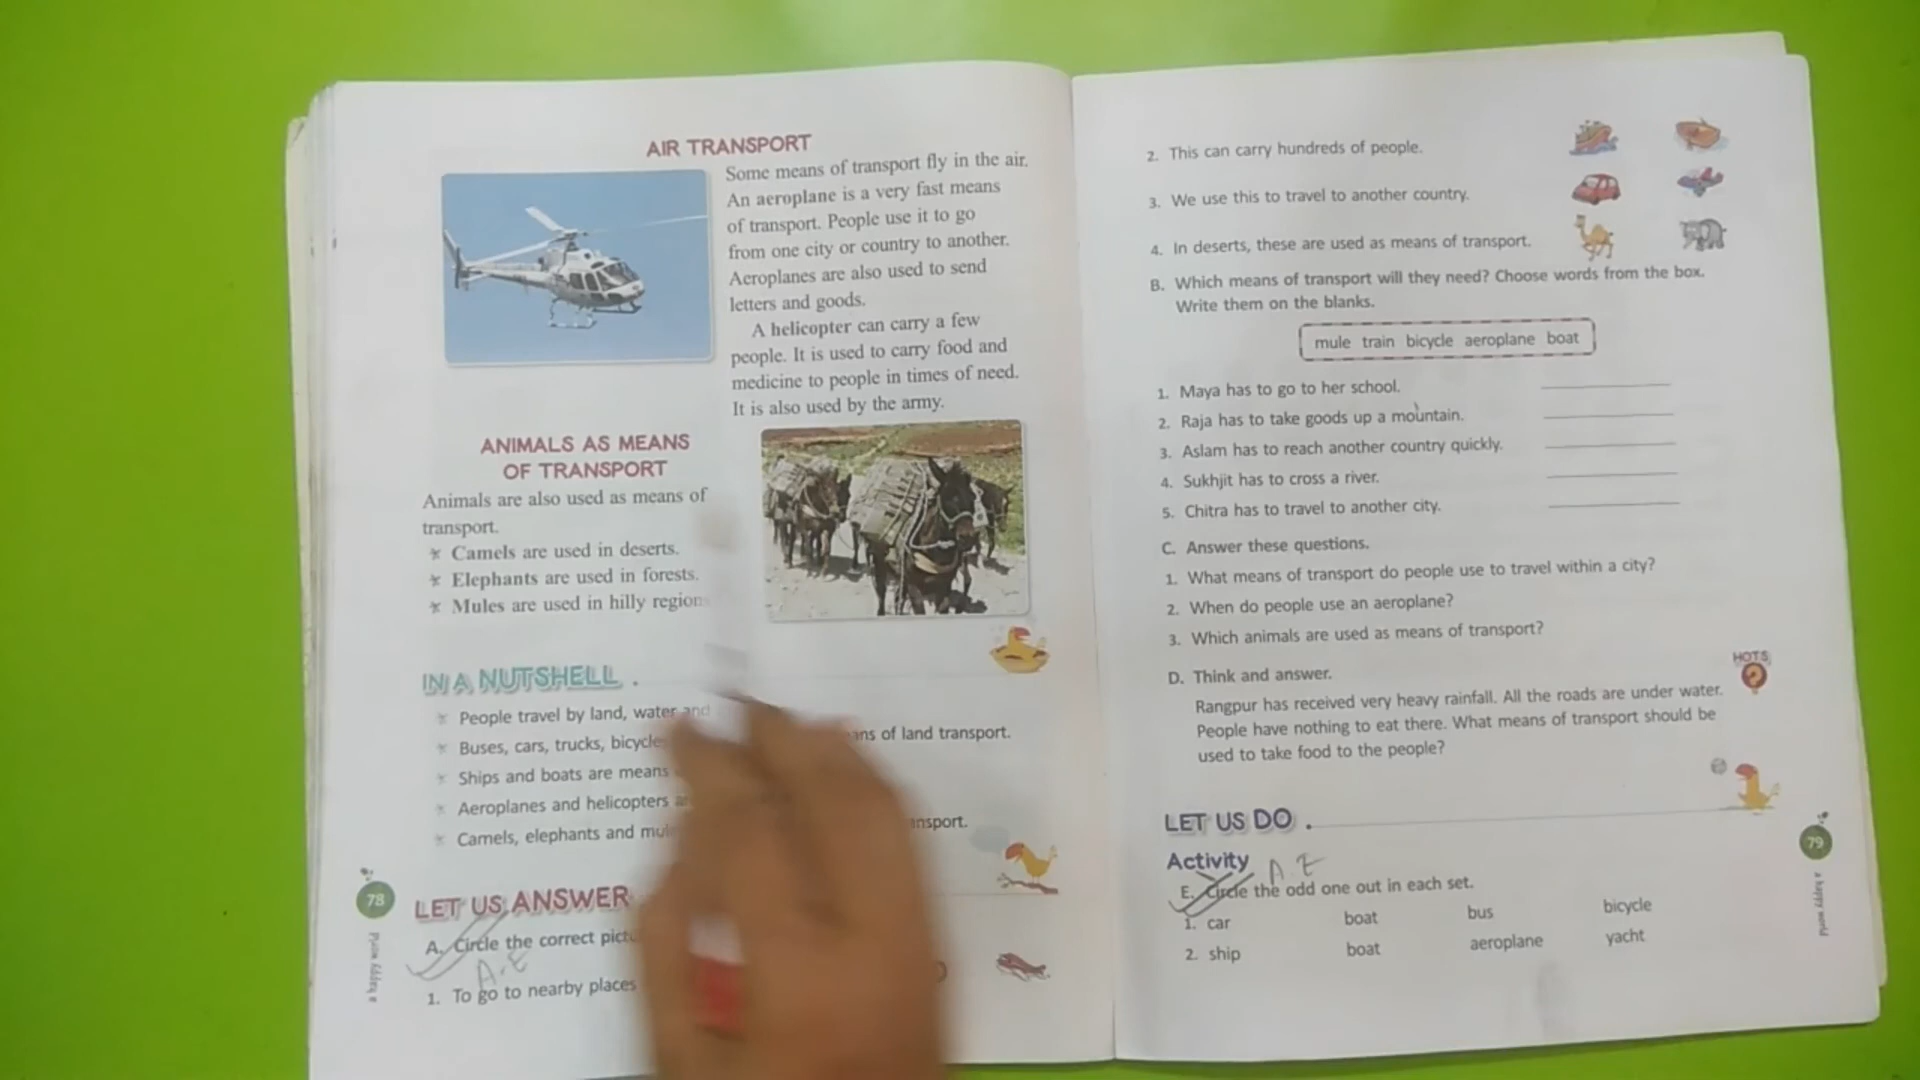 AIR TRANSPORT
Some means of transport fly in the air.
An aeroplane is a very fast means
of transport. People use it to go
from one city or country to another.
Aeroplanes are also used to send
letters and goods.
A helicopter can carry a few
people. It is used to carry food and
medicine to people in times of need.
It is also used by the army.
ANIMALS AS MEANS
OF TRANSPORT
Animals are also used as means of
transport.
Camels are used in deserts.
Elephants are used in forests.
Mules are used in hilly region
IN A NUTSHELL
People travel by land, water and
Buses, cars, trucks, bicycle of land transport.
Ships and boats are means
Aeroplanes and helicopters
Camels, elephants and
78
LET US ANSWER
A. Circle the correct
A.E
1. To go to nearby places
a happy world
2. This can carry hundreds of people.
3. We use this to travel to another country.
4. In deserts, these are used as means of transport.
B. Which means of transport will they need? Choose words from the box.
Write them on the blanks.
mule train bicycle aeroplane boat
1. Maya has to go to her school.
2. Raja has to take goods up a mountain.
3. Aslam has to reach another country quickly.
4. Sukhjit has to cross a river.
5. Chitra has to travel to another city.
C. Answer these questions.
1. What means of transport do people use to travel within a city?
2. When do people use an aeroplane?
3. Which animals are used as means of transport?
HOTS
?
D. Think and answer.
Rangpur has received very heavy rainfall. All the roads are under water.
People have nothing to eat there. What means of transport should be
used to take food to the people?
LET US DO
79
Activity
A.E
E. Circle the odd one out in each set.
1. car boat bus bicycle
2. ship boat aeroplane yacht
a happy world